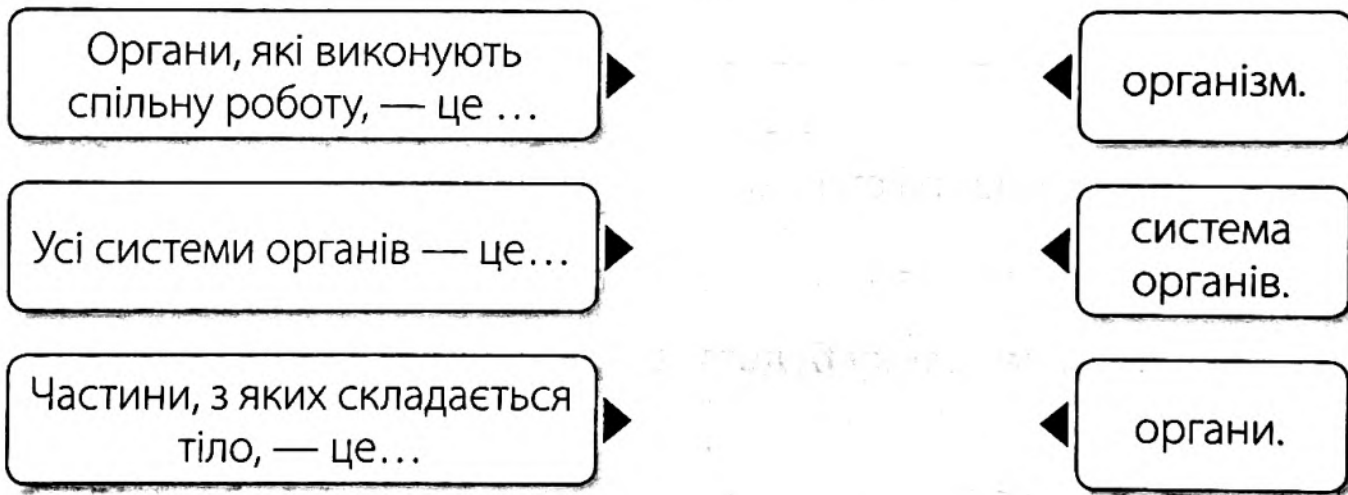 Органи, які виконують
спільну роботу, — це ...
організм.
Усі системи органів — це...
система
органів.
Частини, з яких складається
тіло, — це...
органи.